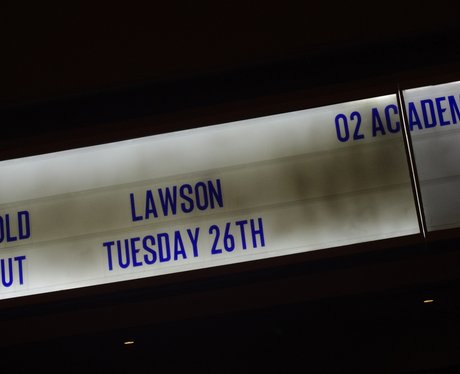 O2 ACADEM
OLD LAWSON
UT TUESDAY 26TH